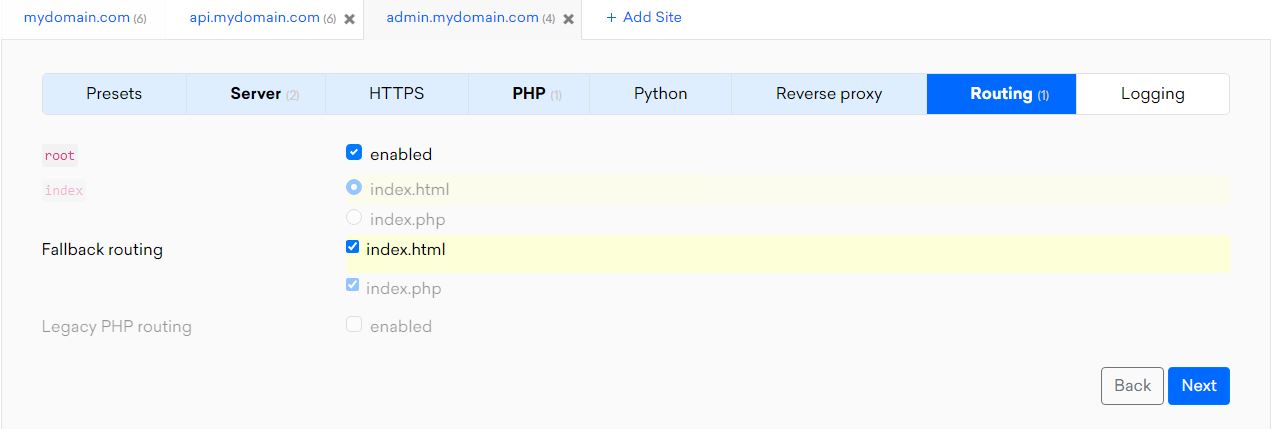 mydomain.com (6) api.mydomain.com (6) × admin.mydomain.com (4) × + Add Site
Presets Server (2) HTTPS PHP (1) Python Reverse proxy Routing (1) Logging
root enabled
index index.html
index.php
Fallback routing index.html
index.php
Legacy PHP routing enabled
Back Next